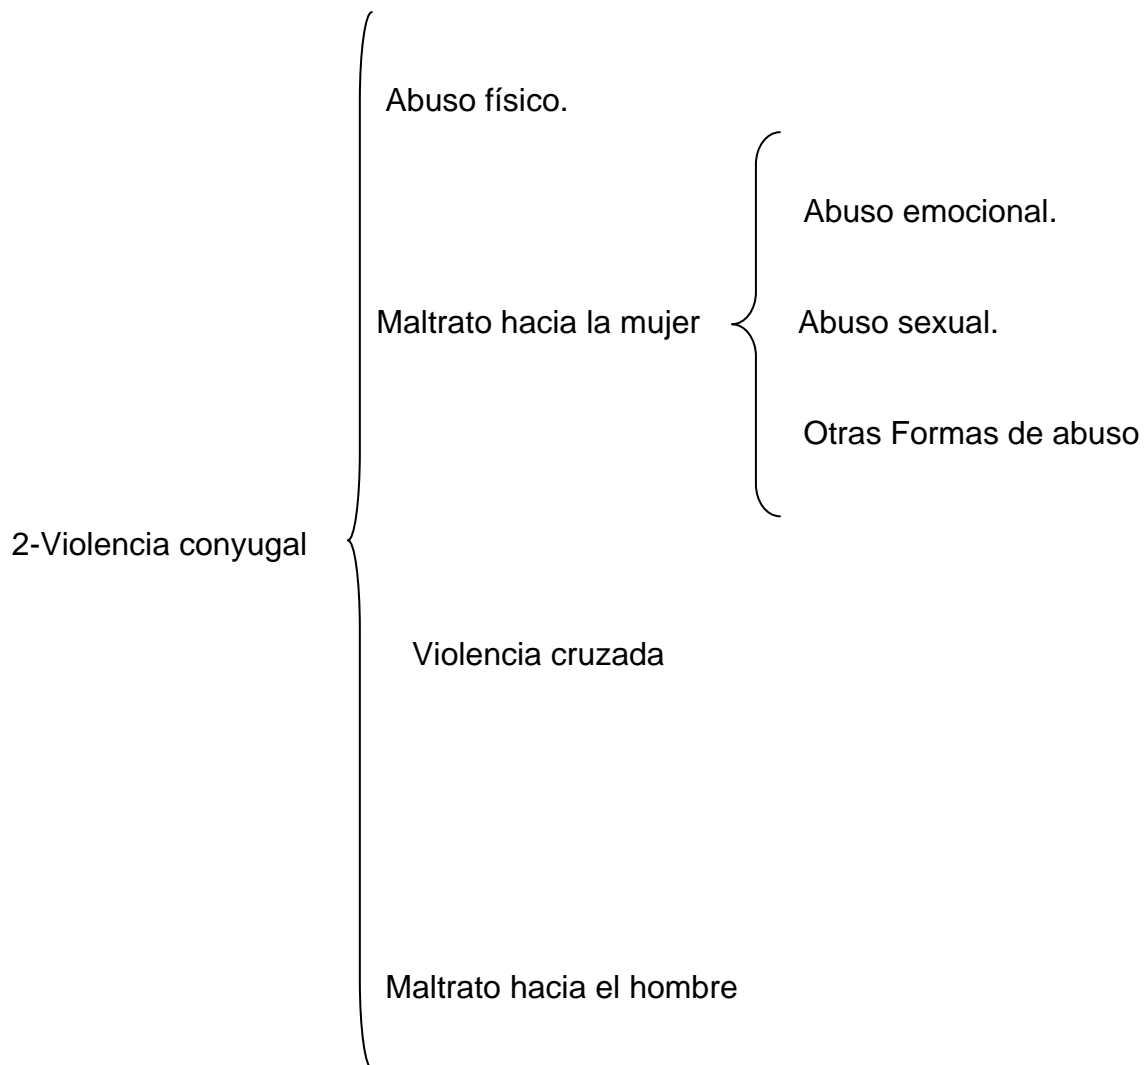 Abuso físico.
Abuso emocional.
Maltrato hacia la mujer
Abuso sexual.
Otras Formas de abuso
2-Violencia conyugal
Violencia cruzada
Maltrato hacia el hombre